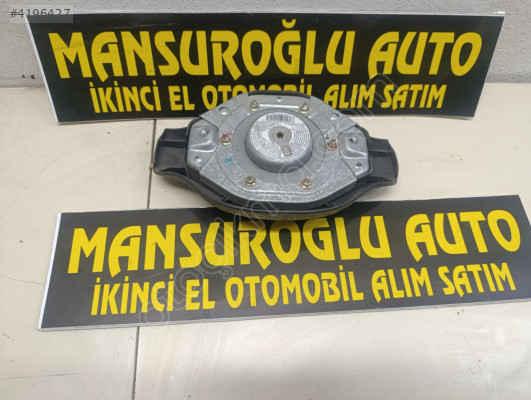 #4196427
MANSUROĞLU AUTO
İKİNCİ EL OTOMOBİL ALIM SATIM
MANSUROĞLU AUTO
İKİNCİ EL OTOMOBİL ALIM SATIM